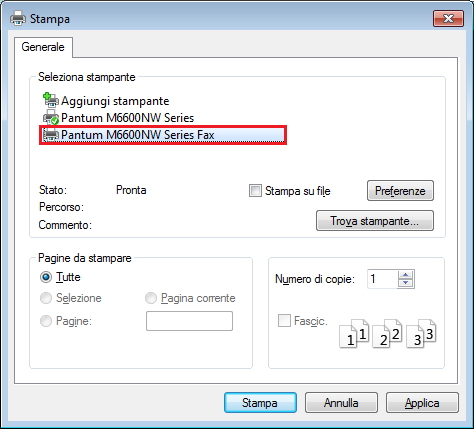 Stampa
Generale
Seleziona stampante
Aggiungi stampante
Pantum M6600NW Series
Pantum M6600NW Series Fax
Stato: Pronta
Stampa su file
Preferenze
Percorso:
Commento:
Trova stampante...
Pagine da stampare
Tutte
Selezione
Pagina corrente
Pagine:
Numero di copie: 1
Fascic.
1 1 2 2 3 3
Stampa
Annulla
Applica